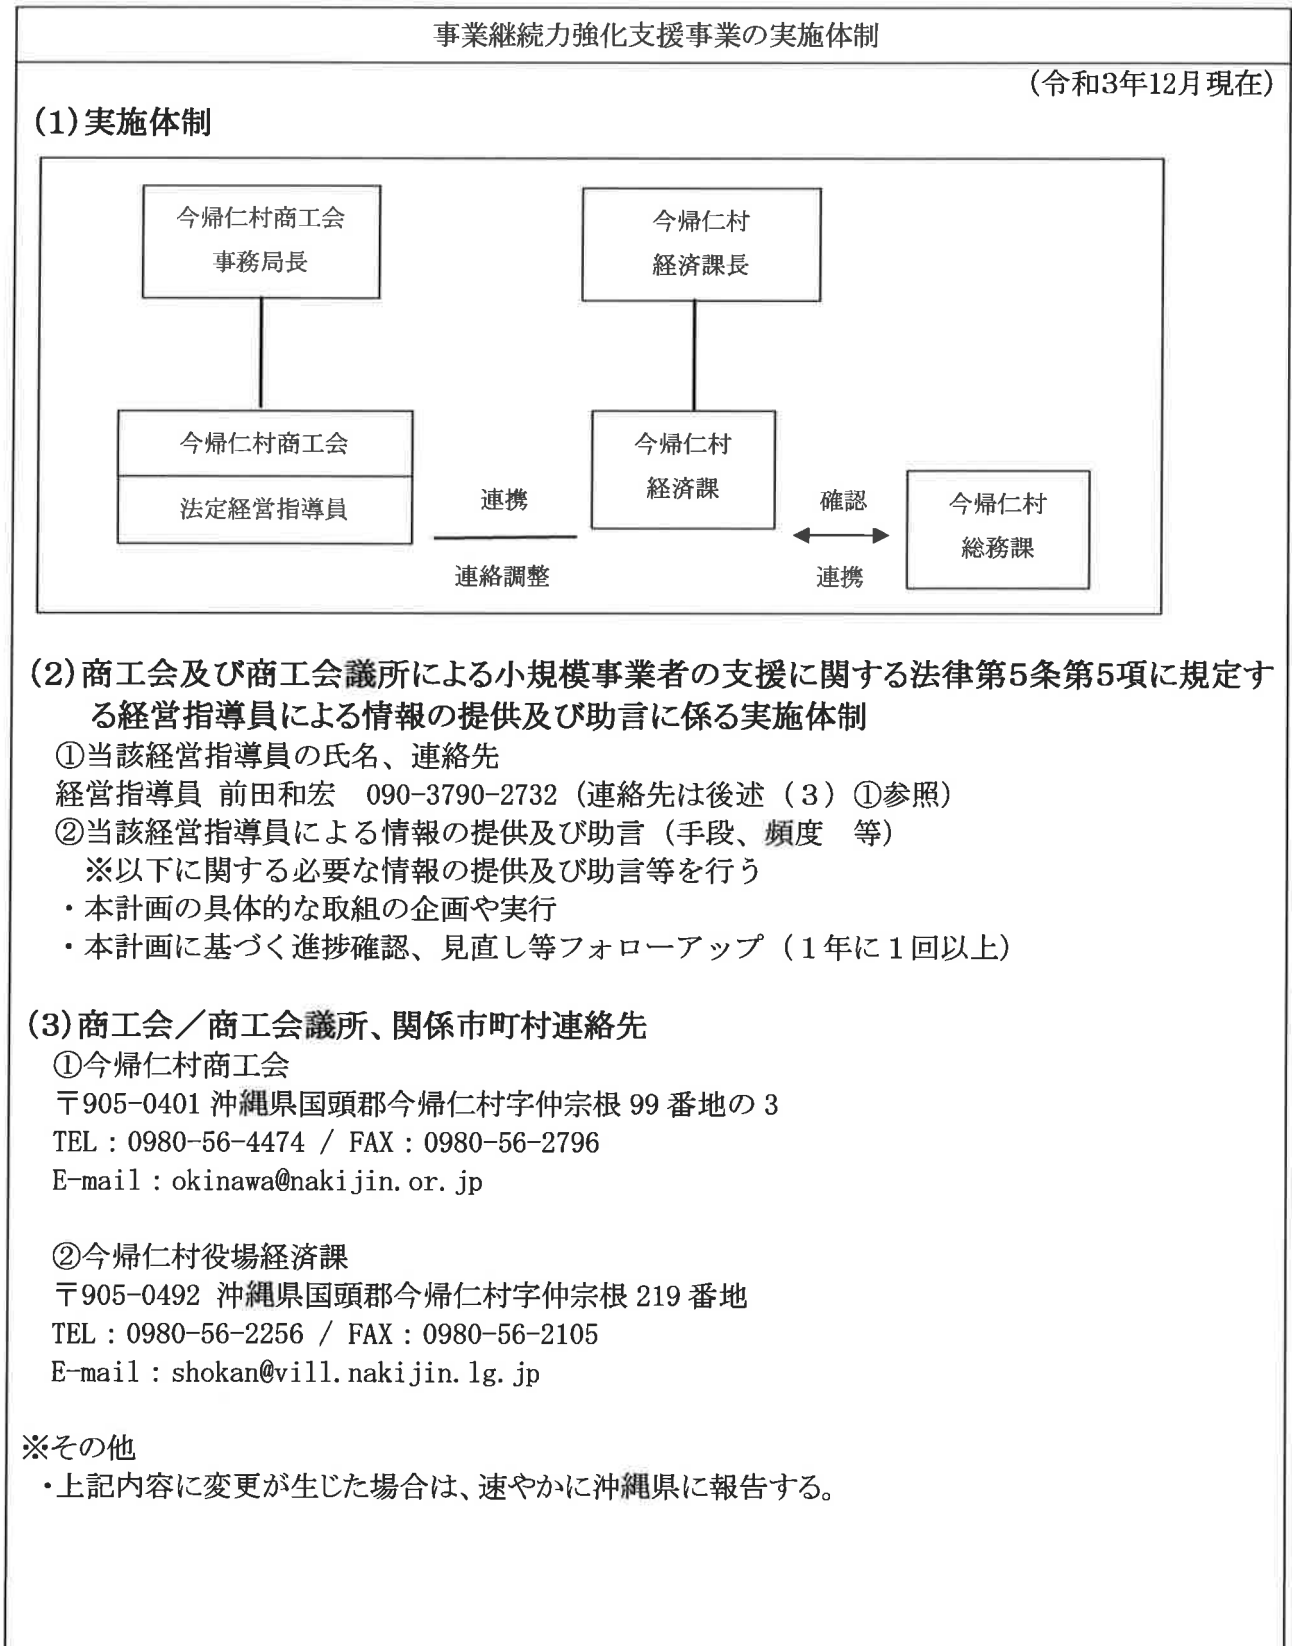 事業継続力強化支援事業の実施体制
(令和3年12月現在)
(1)実施体制
今帰仁村商工会
事務局長
今帰仁村
経済課長
今帰仁村商工会
法定経営指導員
連携
連絡調整
今帰仁村
経済課
確認
連携
今帰仁村
総務課
(2)商工会及び商工会議所による小規模事業者の支援に関する法律第5条第5項に規定す
る経営指導員による情報の提供及び助言に係る実施体制
①当該経営指導員の氏名、連絡先
経営指導員 前田和宏　090-3790-2732（連絡先は後述（３）①参照）
②当該経営指導員による情報の提供及び助言（手段、頻度　等）
※以下に関する必要な情報の提供及び助言等を行う
・本計画の具体的な取組の企画や実行
・本計画に基づく進捗確認、見直し等フォローアップ（１年に１回以上）
(3)商工会／商工会議所、関係市町村連絡先
①今帰仁村商工会
〒905-0401 沖縄県国頭郡今帰仁村字仲宗根 99 番地の 3
TEL：0980-56-4474 / FAX：0980-56-2796
E-mail：okinawa@nakijin.or.jp
②今帰仁村役場経済課
〒905-0492 沖縄県国頭郡今帰仁村字仲宗根 219 番地
TEL：0980-56-2256 / FAX：0980-56-2105
E-mail：shokan@vill.nakijin.lg.jp
※その他
・上記内容に変更が生じた場合は、速やかに沖縄県に報告する。